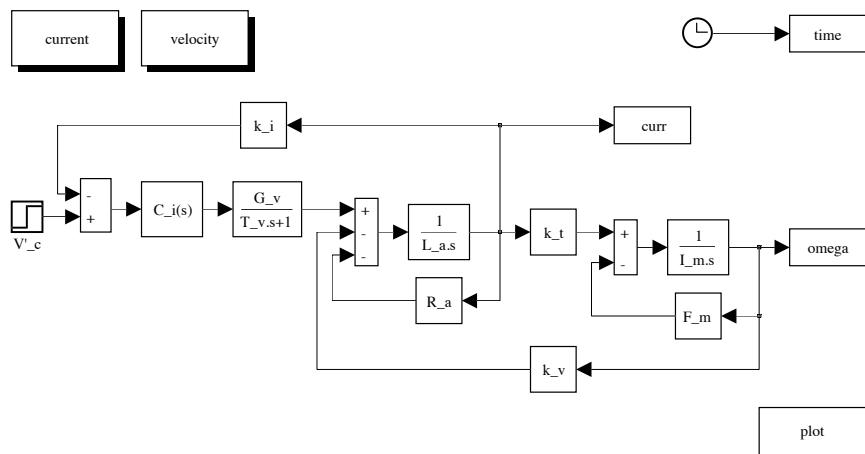 current
velocity
time
k_i
curr
-
+
V'_c
C_i(s)
G_v
T_v.s+1
+
-
-
1
L_a.s
R_a
k_t
+
-
1
I_m.s
omega
F_m
k_v
plot